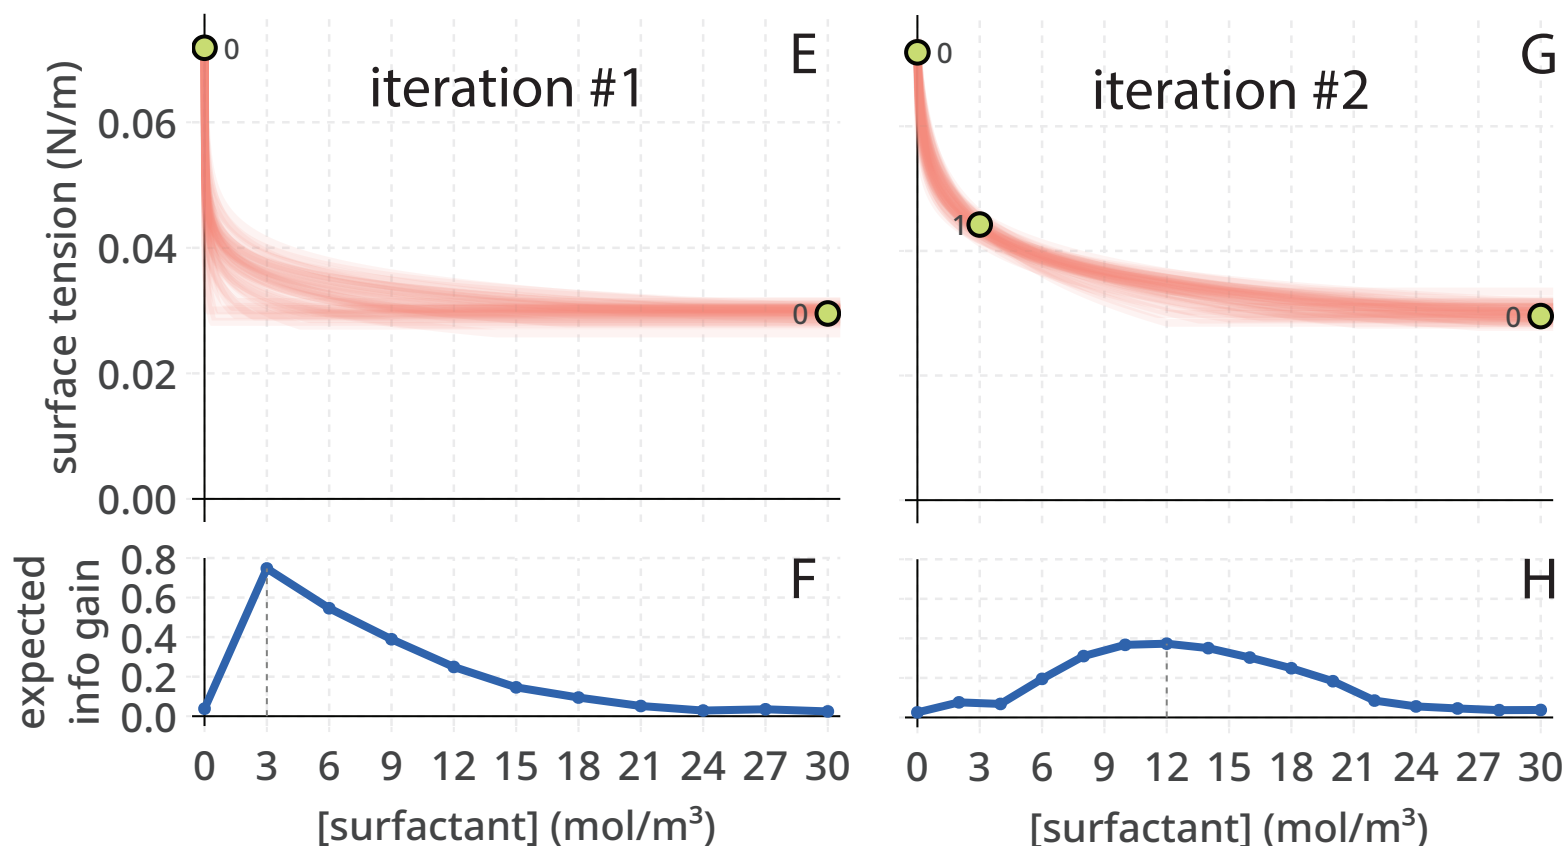 E
iteration #1
0
0
surface tension (N/m)
0.06
0.04
0.02
0.00
G
iteration #2
0
1
0
F
expected
info gain
0.8
0.6
0.4
0.2
0.0
0 3 6 9 12 15 18 21 24 27 30
[surfactant] (mol/m³)
H
0 3 6 9 12 15 18 21 24 27 30
[surfactant] (mol/m³)